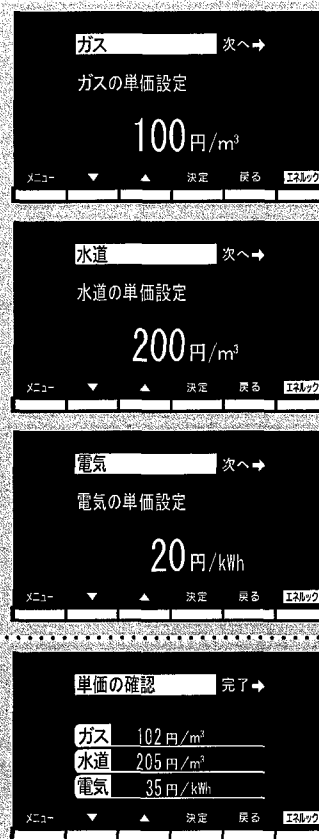 ガス 次へ➡
ガスの単価設定
100円/m³
メニュー ▼ ▲ 決定 戻る エネルック
水道 次へ➡
水道の単価設定
200円/m³
メニュー ▼ ▲ 決定 戻る エネルック
電気 次へ➡
電気の単価設定
20円/kWh
メニュー ▼ ▲ 決定 戻る エネルック
単価の確認 完了➡
ガス 102円/m³
水道 205円/m³
電気 35円/kWh
メニュー ▼ ▲ 決定 戻る エネルック